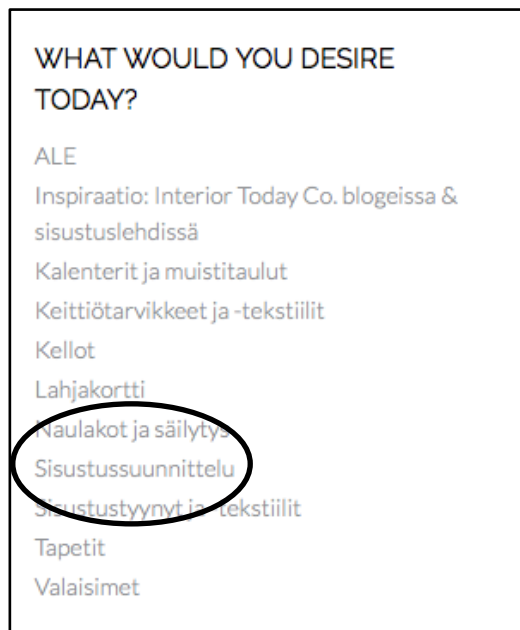 WHAT WOULD YOU DESIRE
TODAY?
ALE
Inspiraatio: Interior Today Co. blogeissa &
sisustuslehdissä
Kalenterit ja muistitaulut
Keittiötarvikkeet ja -tekstiilit
Kellot
Lahjakortti
Naulakot ja säilytys
Sisustussuunnittelu
Sisustustyynyt ja -tekstiilit
Tapetit
Valaisimet